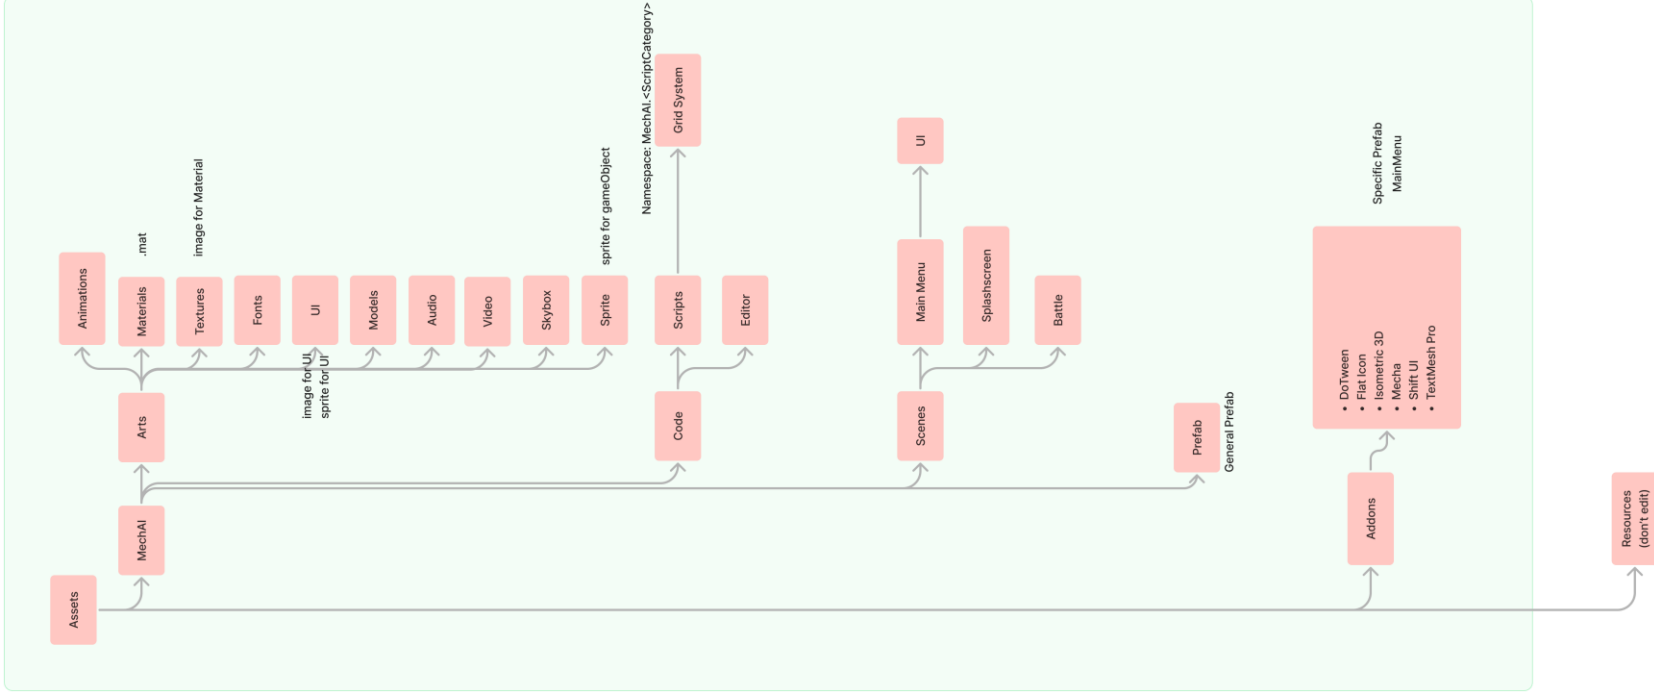 Assets
MechAI
Arts
Animations
Materials
.mat
Textures
image for Material
Fonts
UI
image for UI
sprite for UI
Models
Audio
Video
Skybox
Sprite
sprite for gameObject
Code
Scripts
Namespace: MechAI.<ScriptCategory>
Grid System
Editor
Scenes
Main Menu
UI
Splashscreen
Battle
Prefab
General Prefab
Addons
• DoTween
• Flat Icon
• Isometric 3D
• Mecha
• Shift UI
• TextMesh Pro
Specific Prefab
MainMenu
Resources
(don't edit)